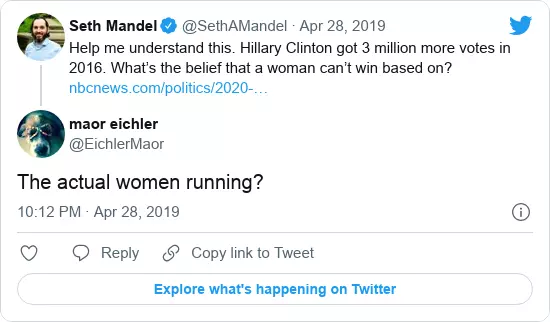 Seth Mandel @SethAMandel · Apr 28, 2019
Help me understand this. Hillary Clinton got 3 million more votes in
2016. What’s the belief that a woman can’t win based on?
nbcnews.com/politics/2020-…
maor eichler
@EichlerMaor
The actual women running?
10:12 PM · Apr 28, 2019
Reply Copy link to Tweet
Explore what's happening on Twitter